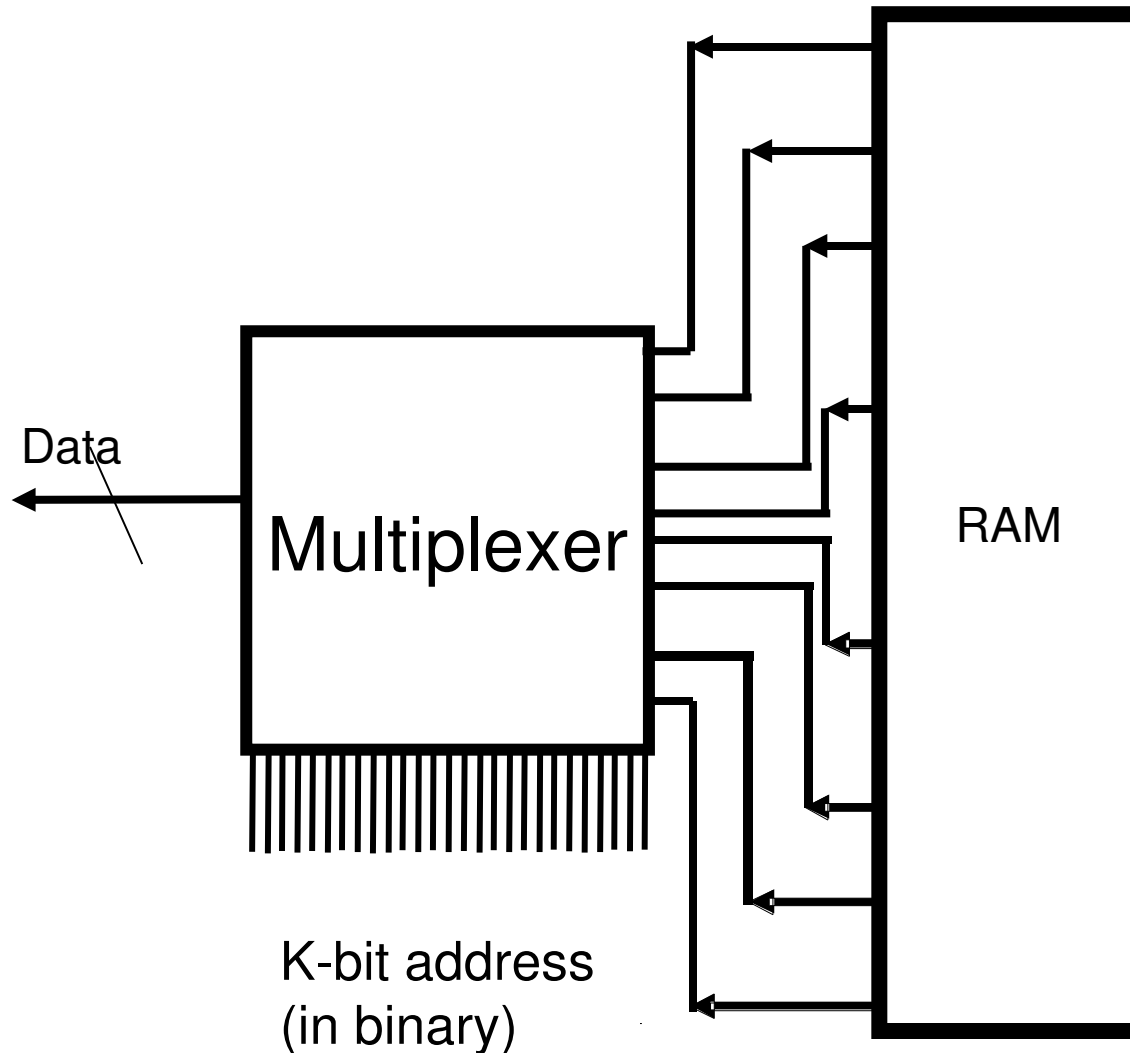 Data
Multiplexer
RAM
K-bit address
(in binary)